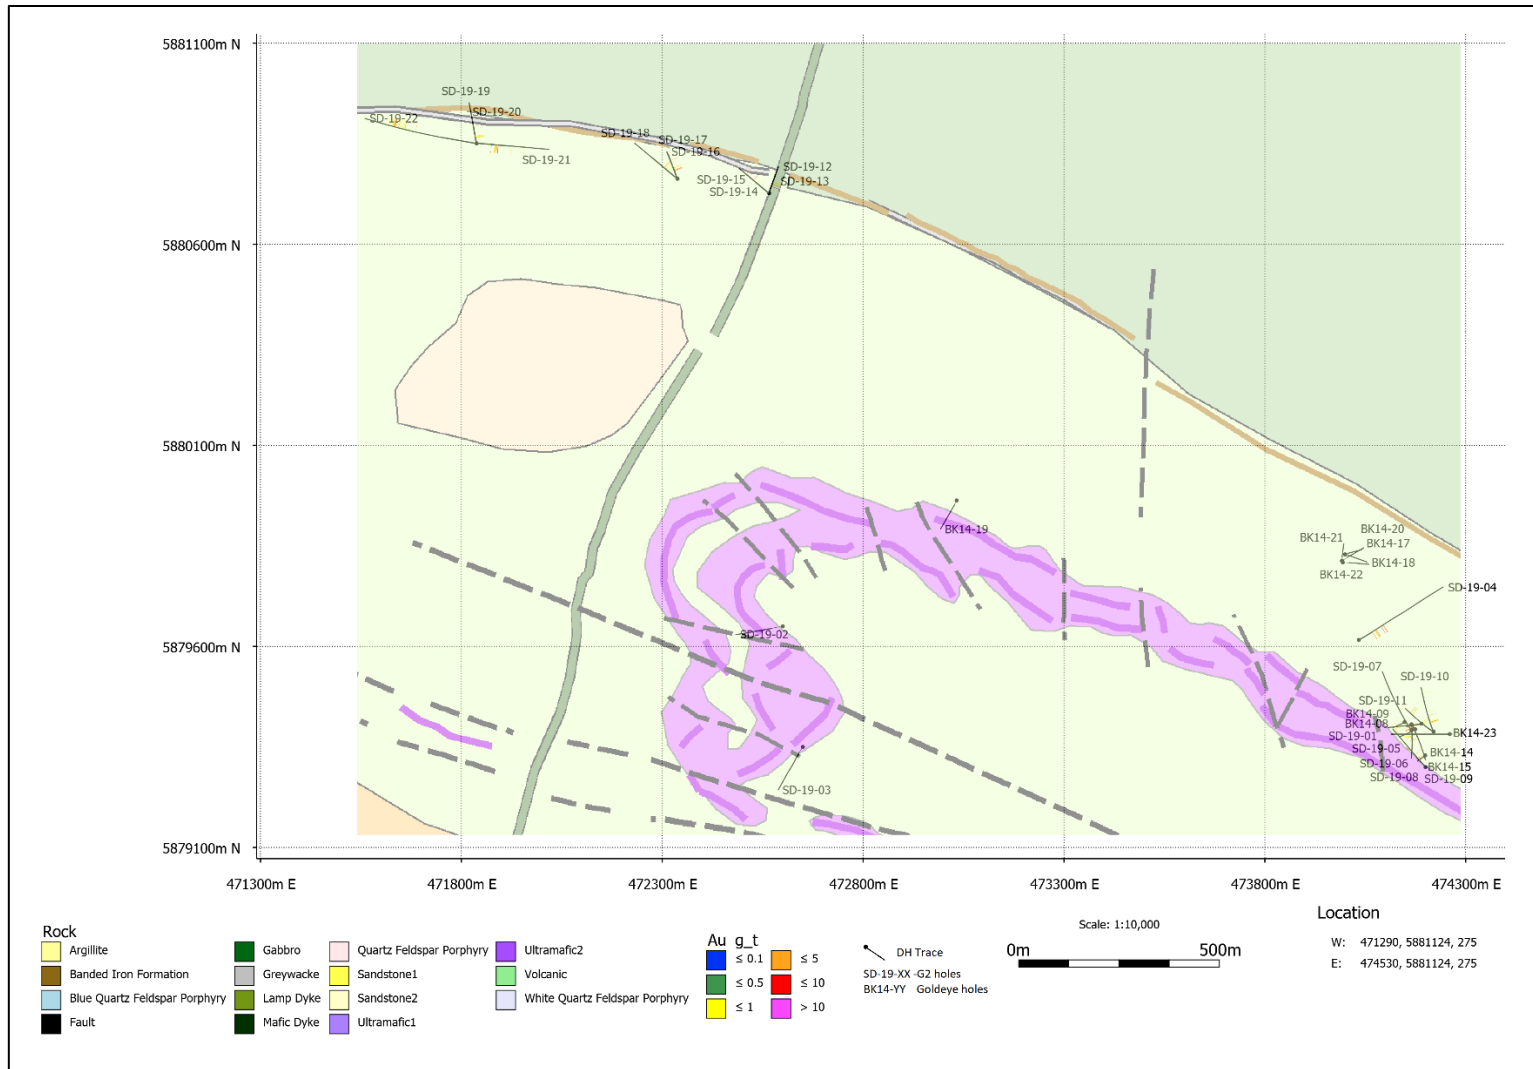 5881100m N
5880600m N
5880100m N
5879600m N
5879100m N
471300m E
471800m E
472300m E
472800m E
473300m E
473800m E
474300m E
SD-19-19
SD-19-20
SD-19-22
SD-19-21
SD-19-18
SD-19-17
SD-19-16
SD-19-15
SD-19-14
SD-19-12
SD-19-13
BK14-19
BK14-20
BK14-21
BK14-17
BK14-18
BK14-22
SD-19-04
SD-19-02
SD-19-03
SD-19-07
SD-19-10
SD-19-11
BK14-09
BK14-08
SD-19-01
BK14-23
SD-19-05
BK14-14
SD-19-06
BK14-15
SD-19-08
SD-19-09
Rock
Argillite
Banded Iron Formation
Blue Quartz Feldspar Porphyry
Fault
Gabbro
Greywacke
Lamp Dyke
Mafic Dyke
Quartz Feldspar Porphyry
Sandstone1
Sandstone2
Ultramafic1
Ultramafic2
Volcanic
White Quartz Feldspar Porphyry
Au g_t
≤ 0.1
≤ 0.5
≤ 1
≤ 5
≤ 10
> 10
DH Trace
SD-19-XX -G2 holes
BK14-YY Goldeye holes
Scale: 1:10,000
0m 500m
Location
W: 471290, 5881124, 275
E: 474530, 5881124, 275